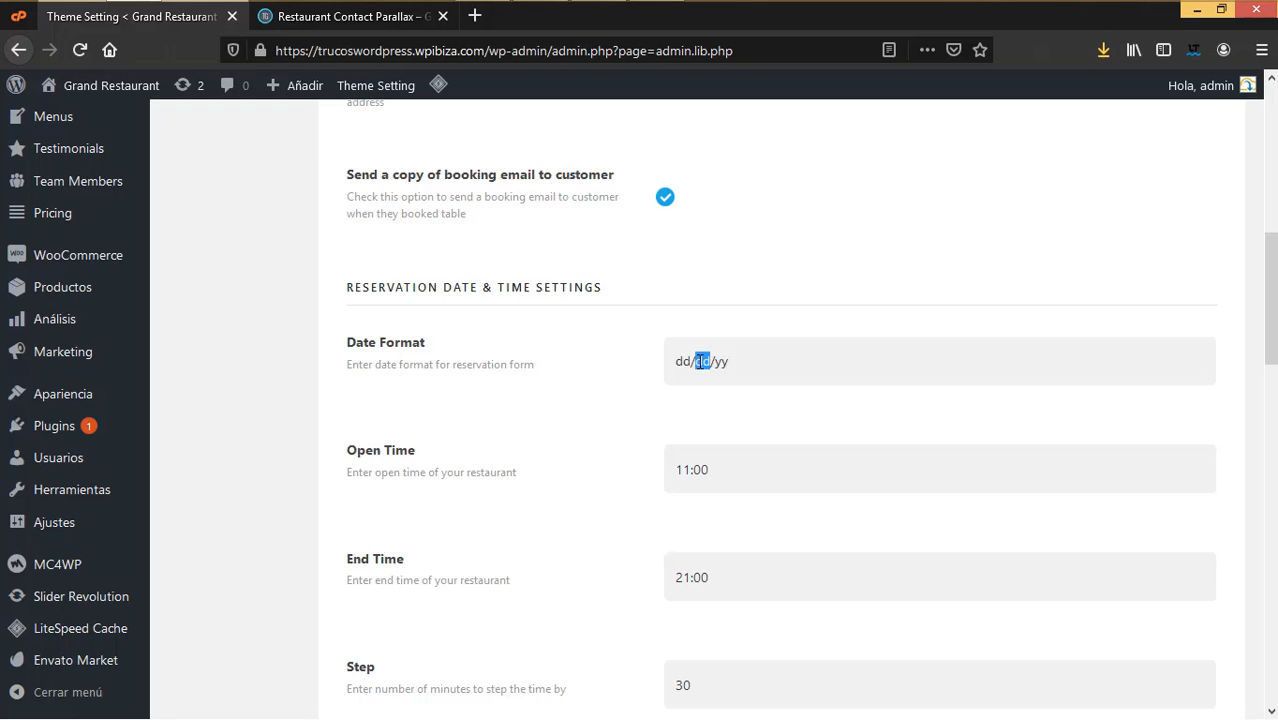 Theme Setting < Grand Restaurant
Restaurant Contact Parallax – G
https://trucoswordpress.wpibiza.com/wp-admin/admin.php?page=admin.lib.php
Grand Restaurant 2 0 Añadir Theme Setting Hola, admin
Menus
Testimonials
Team Members
Pricing
WooCommerce
Productos
Análisis
Marketing
Apariencia
Plugins 1
Usuarios
Herramientas
Ajustes
MC4WP
Slider Revolution
LiteSpeed Cache
Envato Market
Cerrar menú
address
Send a copy of booking email to customer
Check this option to send a booking email to customer
when they booked table
RESERVATION DATE & TIME SETTINGS
Date Format
Enter date format for reservation form
dd/dd/yy
Open Time
Enter open time of your restaurant
11:00
End Time
Enter end time of your restaurant
21:00
Step
Enter number of minutes to step the time by
30